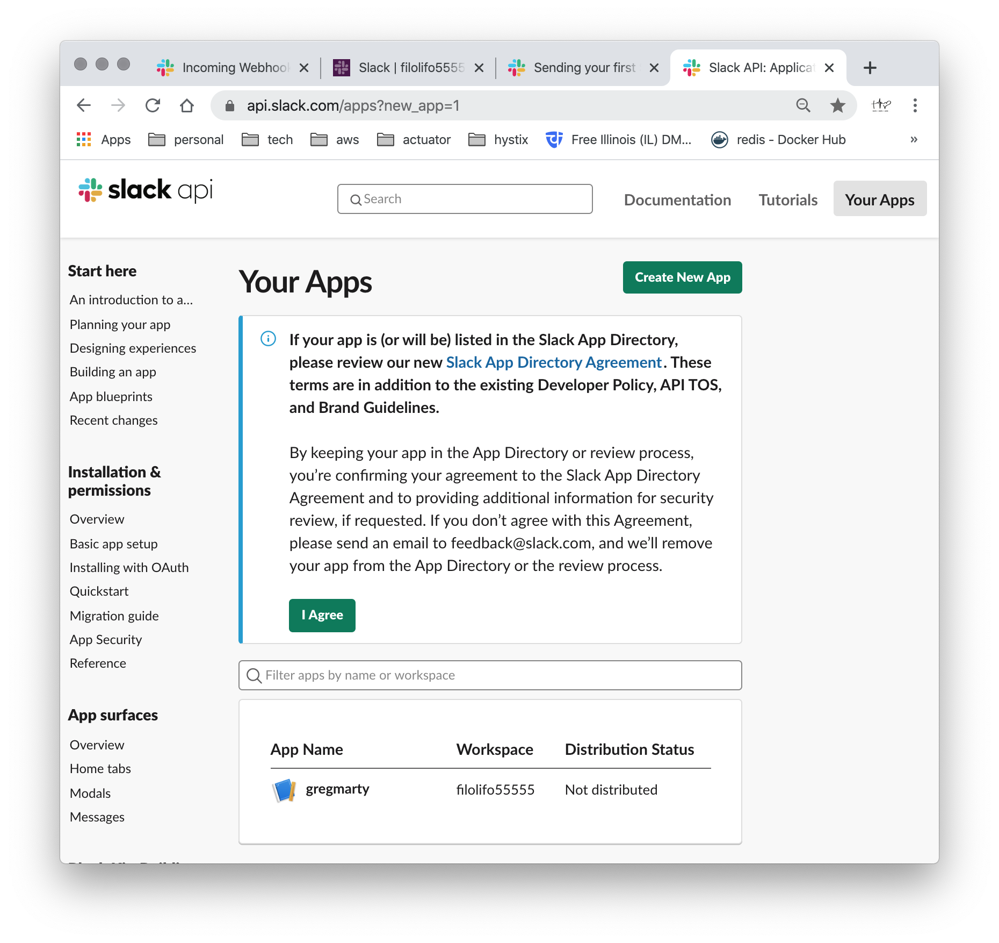 Incoming Webhook
Slack | filolifo5555
Sending your first
Slack API: Applicat
api.slack.com/apps?new_app=1
Apps
personal
tech
aws
actuator
hystix
Free Illinois (IL) DM...
redis - Docker Hub
»
slack api
Search
Documentation
Tutorials
Your Apps
Start here
An introduction to a...
Planning your app
Designing experiences
Building an app
App blueprints
Recent changes
Installation &
permissions
Overview
Basic app setup
Installing with OAuth
Quickstart
Migration guide
App Security
Reference
App surfaces
Overview
Home tabs
Modals
Messages
Your Apps
Create New App
If your app is (or will be) listed in the Slack App Directory,
please review our new Slack App Directory Agreement. These
terms are in addition to the existing Developer Policy, API TOS,
and Brand Guidelines.
By keeping your app in the App Directory or review process,
you’re confirming your agreement to the Slack App Directory
Agreement and to providing additional information for security
review, if requested. If you don’t agree with this Agreement,
please send an email to feedback@slack.com, and we’ll remove
your app from the App Directory or the review process.
I Agree
Filter apps by name or workspace
App Name
Workspace
Distribution Status
gregmarty
filolifo55555
Not distributed